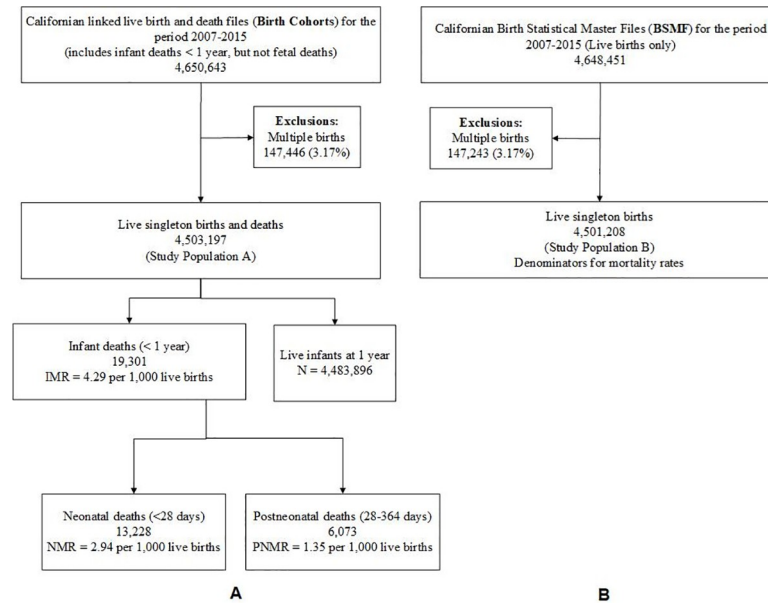 Californian linked live birth and death files (Birth Cohorts) for the
period 2007-2015
(includes infant deaths < 1 year, but not fetal deaths)
4,650,643
Exclusions:
Multiple births
147,446 (3.17%)
Live singleton births and deaths
4,503,197
(Study Population A)
Infant deaths (< 1 year)
19,301
IMR = 4.29 per 1,000 live births
Live infants at 1 year
N = 4,483,896
Neonatal deaths (<28 days)
13,228
NMR = 2.94 per 1,000 live births
Postneonatal deaths (28-364 days)
6,073
PNMR = 1.35 per 1,000 live births
A
Californian Birth Statistical Master Files (BSMF) for the period
2007-2015 (Live births only)
4,648,451
Exclusions:
Multiple births
147,243 (3.17%)
Live singleton births
4,501,208
(Study Population B)
Denominators for mortality rates
B